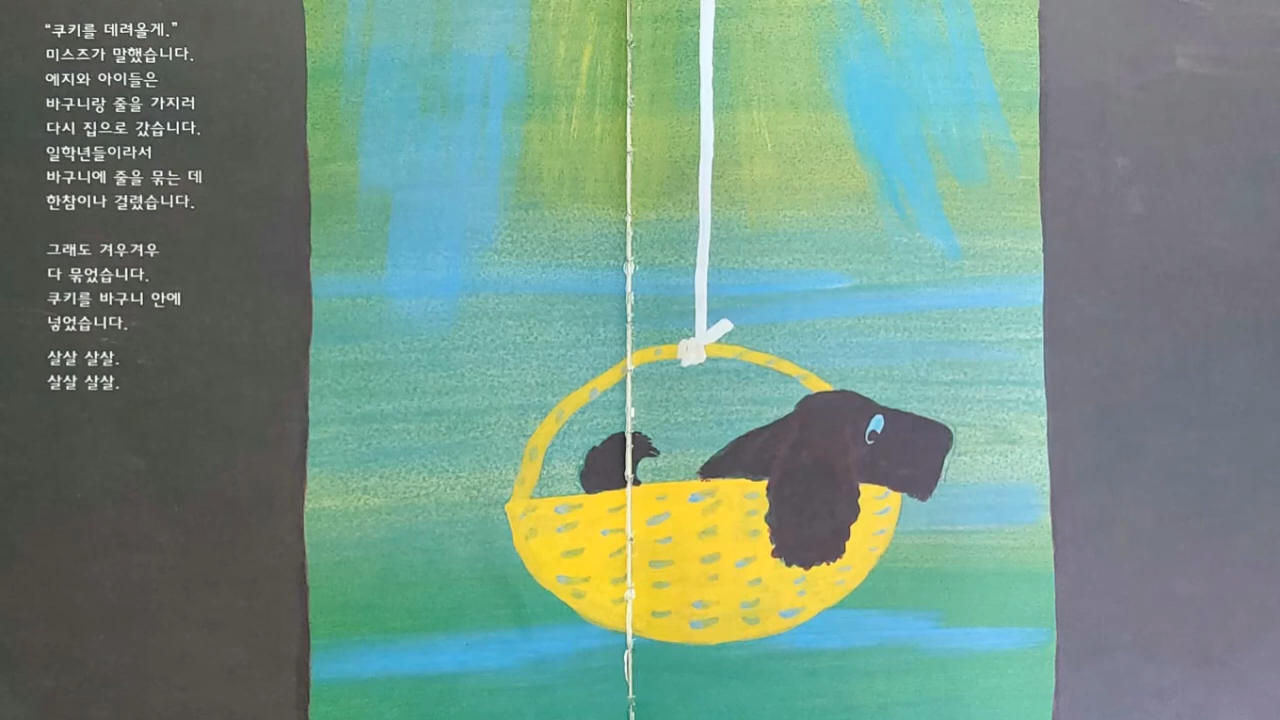 “쿠키를 데려올게.”
미스즈가 말했습니다.
에지와 아이들은
바구니랑 줄을 가지러
다시 집으로 갔습니다.
일학년들이라서
바구니에 줄을 묶는 데
한참이나 걸렸습니다.
그래도 겨우겨우
다 묶었습니다.
쿠키를 바구니 안에
넣었습니다.
살살 살살.
살살 살살.